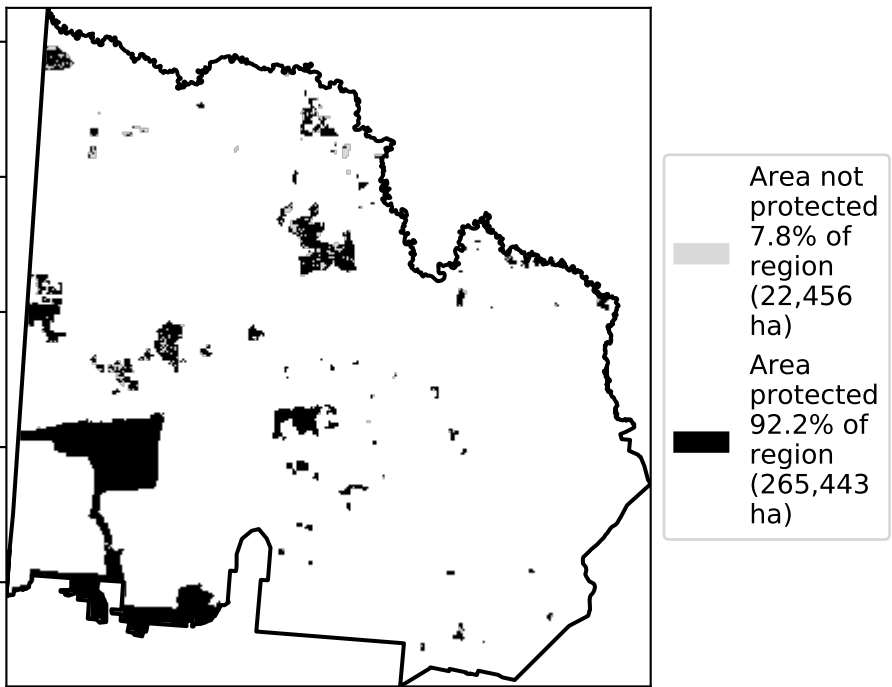 Area not
protected
7.8% of
region
(22,456
ha)
Area
protected
92.2% of
region
(265,443
ha)